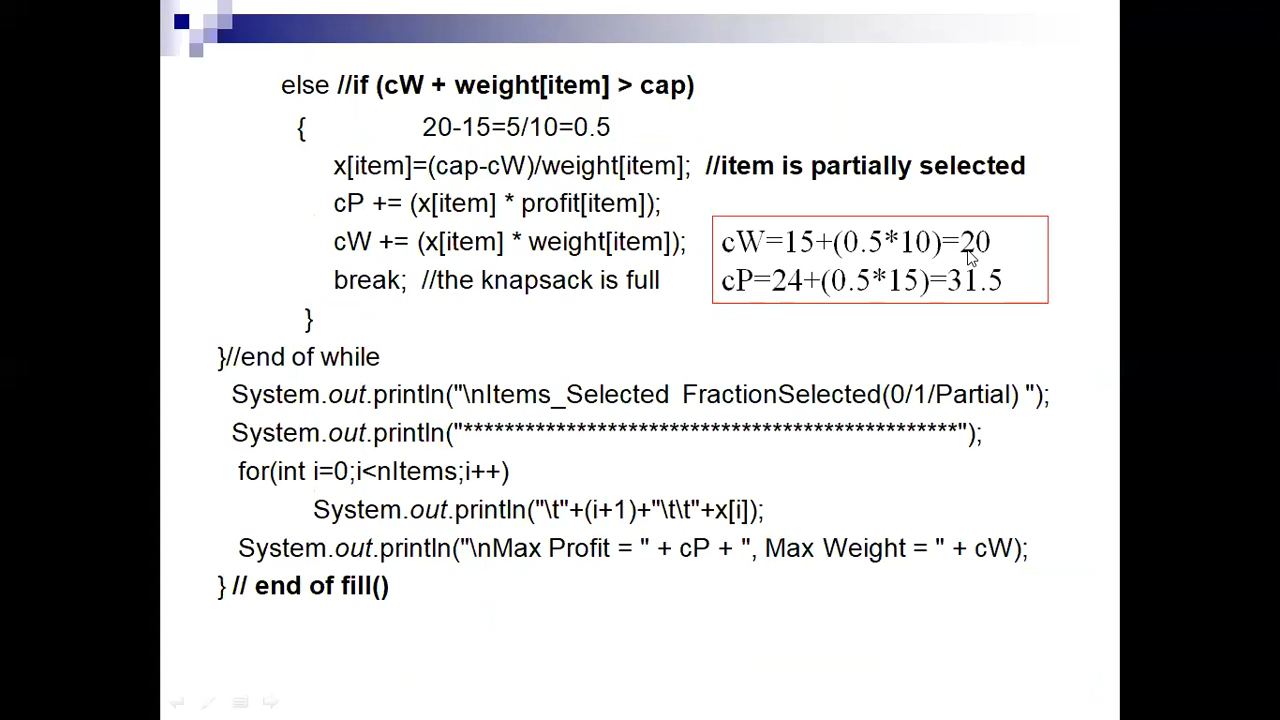 else //if (cW + weight[item] > cap)
{ 20-15=5/10=0.5
x[item]=(cap-cW)/weight[item]; //item is partially selected
cP += (x[item] * profit[item]);
cW += (x[item] * weight[item]);
cW=15+(0.5*10)=20
break; //the knapsack is full
cP=24+(0.5*15)=31.5
}
}//end of while
System.out.println("\nItems_Selected FractionSelected(0/1/Partial) ");
System.out.println("************************************************");
for(int i=0;i<nItems;i++)
System.out.println("\t"+(i+1)+"\t\t"+x[i]);
System.out.println("\nMax Profit = " + cP + ", Max Weight = " + cW);
} // end of fill()